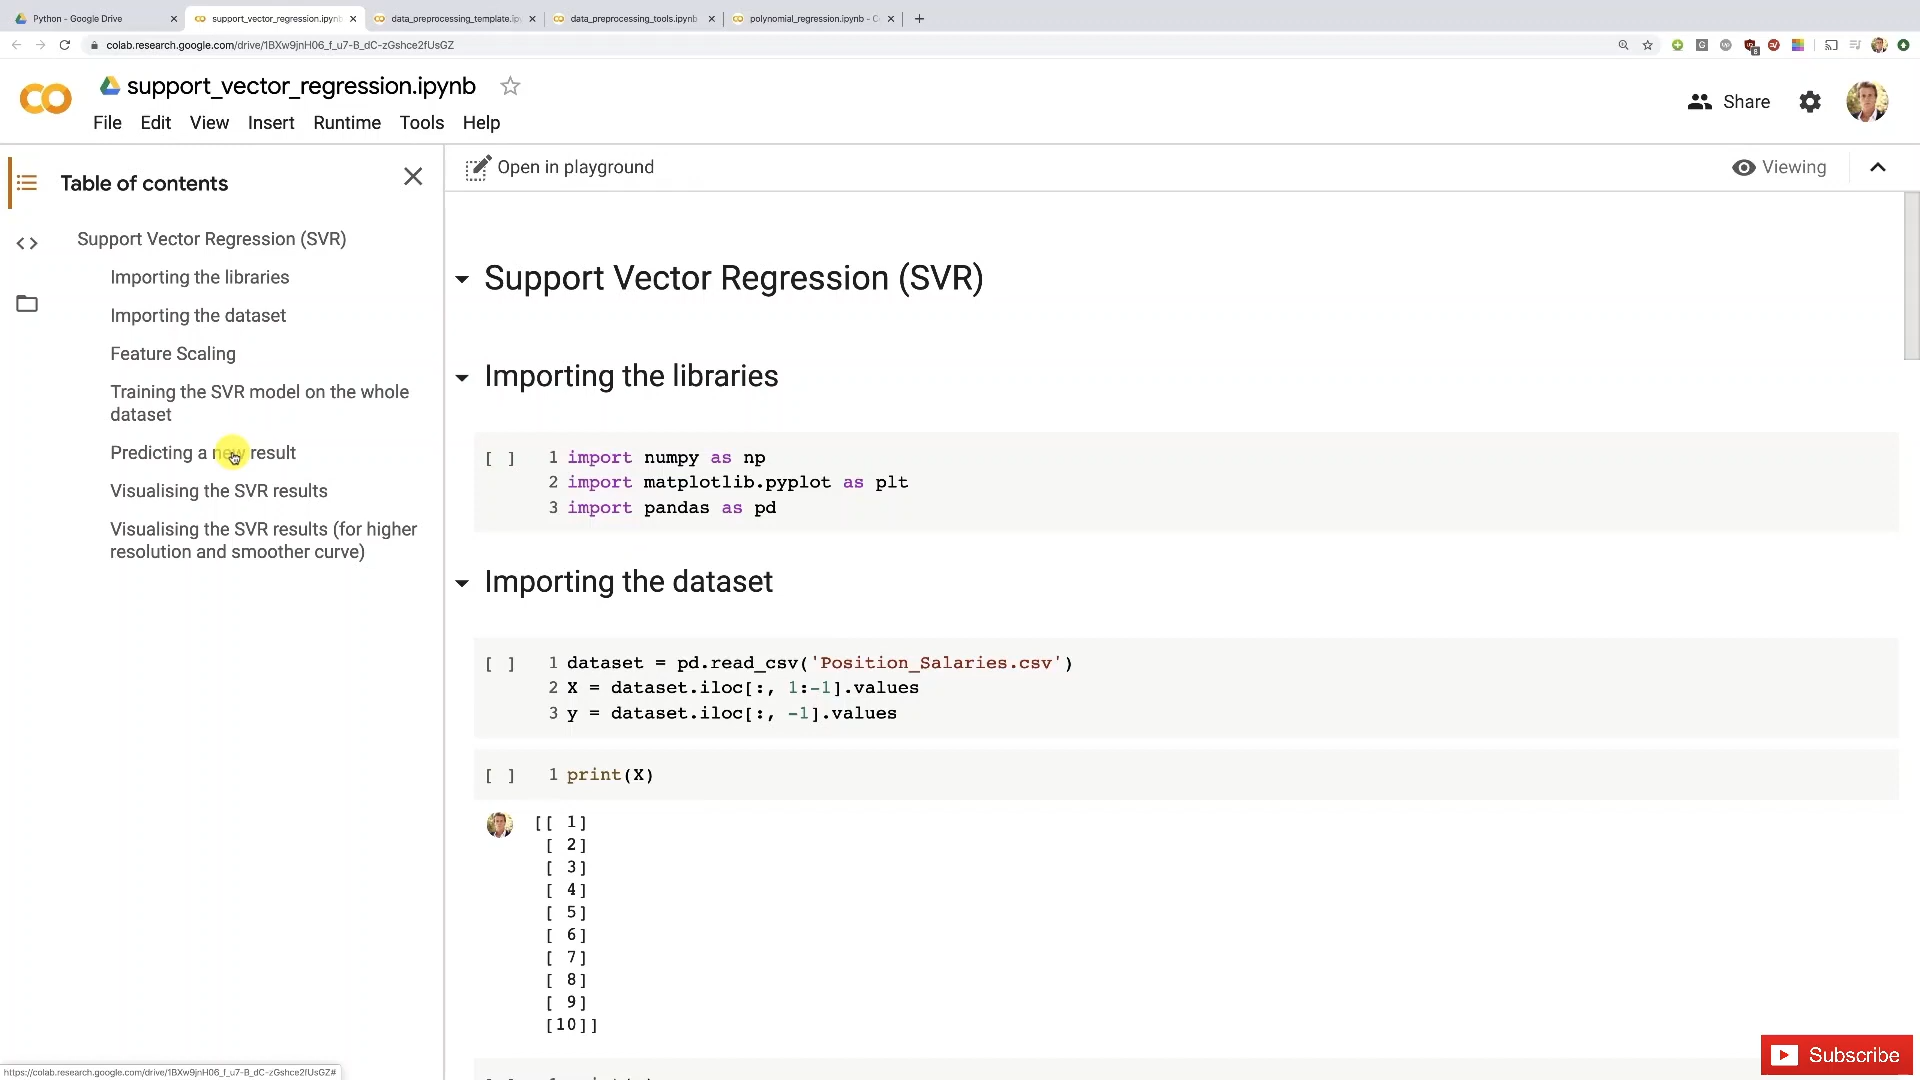 Python - Google Drive
support_vector_regression.ipynb
data_preprocessing_template.ip
data_preprocessing_tools.ipynb
polynomial_regression.ipynb - C
colab.research.google.com/drive/1BXw9jnH06_f_u7-B_dC-zGshce2fUsGZ
support_vector_regression.ipynb
File Edit View Insert Runtime Tools Help
Share
Table of contents
Open in playground
Viewing
Support Vector Regression (SVR)
Importing the libraries
Importing the dataset
Feature Scaling
Training the SVR model on the whole
dataset
Predicting a new result
Visualising the SVR results
Visualising the SVR results (for higher
resolution and smoother curve)
Support Vector Regression (SVR)
Importing the libraries
[ ] 1 import numpy as np
2 import matplotlib.pyplot as plt
3 import pandas as pd
Importing the dataset
[ ] 1 dataset = pd.read_csv('Position_Salaries.csv')
2 X = dataset.iloc[:, 1:-1].values
3 y = dataset.iloc[:, -1].values
[ ] 1 print(X)
[[ 1]
[ 2]
[ 3]
[ 4]
[ 5]
[ 6]
[ 7]
[ 8]
[ 9]
[10]]
Subscribe
https://colab.research.google.com/drive/1BXw9jnH06_f_u7-B_dC-zGshce2fUsGZ#